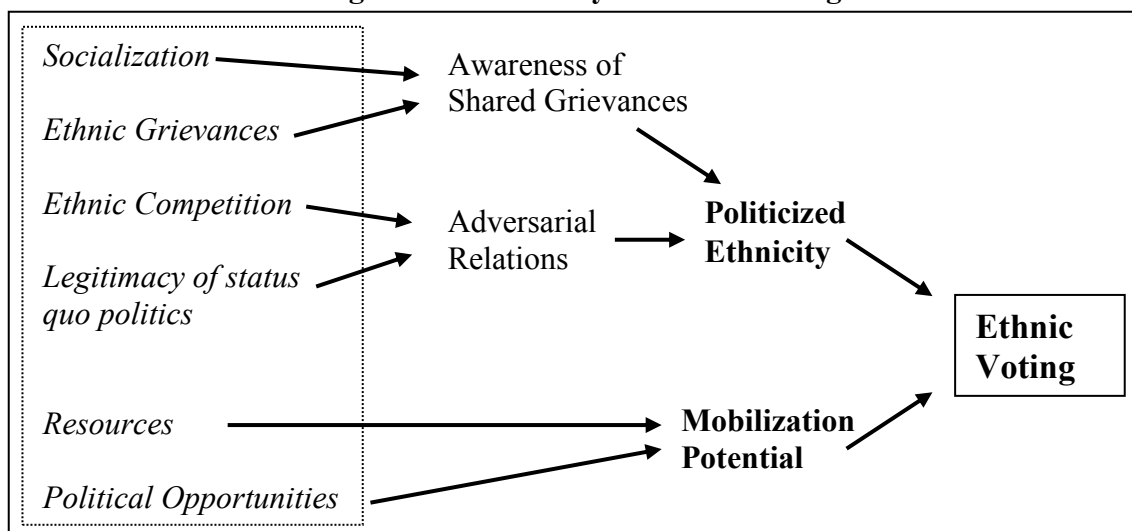 Socialization
Awareness of
Shared Grievances
Ethnic Grievances
Ethnic Competition
Adversarial
Relations
Politicized
Ethnicity
Legitimacy of status
quo politics
Ethnic
Voting
Resources
Mobilization
Potential
Political Opportunities